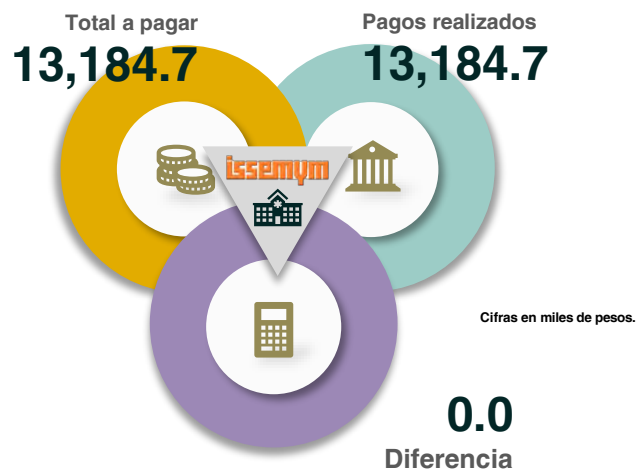 Total a pagar
13,184.7
Pagos realizados
13,184.7
issemym
Cifras en miles de pesos.
0.0
Diferencia